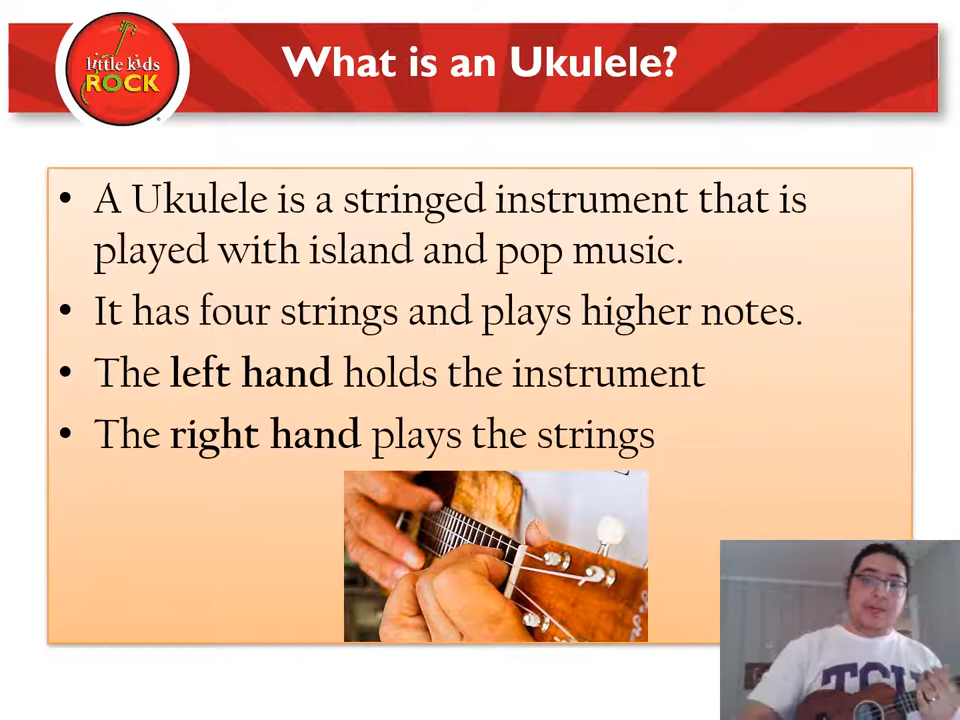 little kids
ROCK
What is an Ukulele?
• A Ukulele is a stringed instrument that is
played with island and pop music.
• It has four strings and plays higher notes.
• The left hand holds the instrument
• The right hand plays the strings
TCU